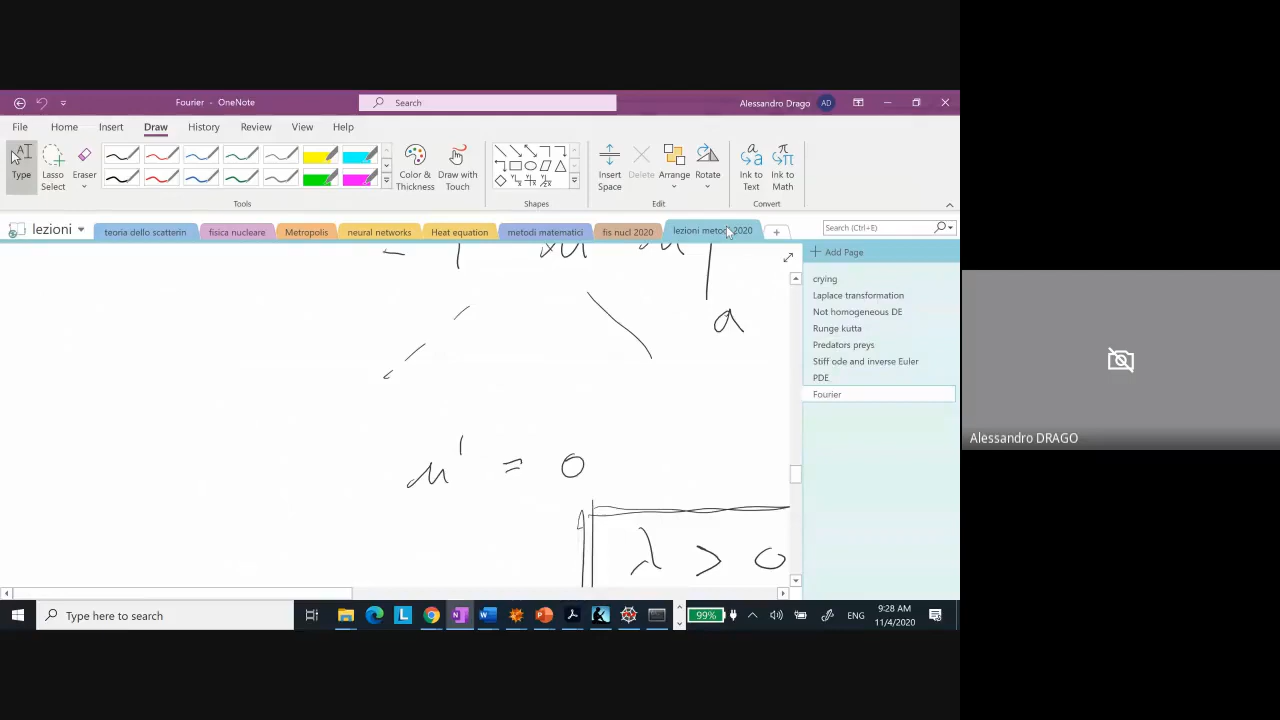 Fourier - OneNote
Search
Alessandro Drago
AD
File Home Insert Draw History Review View Help
Type
Lasso Select
Eraser
Color & Thickness
Draw with Touch
Insert Space
Delete
Arrange
Rotate
Ink to Text
Ink to Math
Tools
Shapes
Edit
Convert
lezioni
teoria dello scatterin
fisica nucleare
Metropolis
neural networks
Heat equation
metodi matematici
fis nucl 2020
lezioni metodi 2020
Search (Ctrl+E)
Add Page
crying
Laplace transformation
Not homogeneous DE
Runge kutta
Predators preys
Stiff ode and inverse Euler
PDE
Fourier
a
u' = 0
λ > 0
Alessandro DRAGO
Type here to search
99%
ENG
9:28 AM
11/4/2020